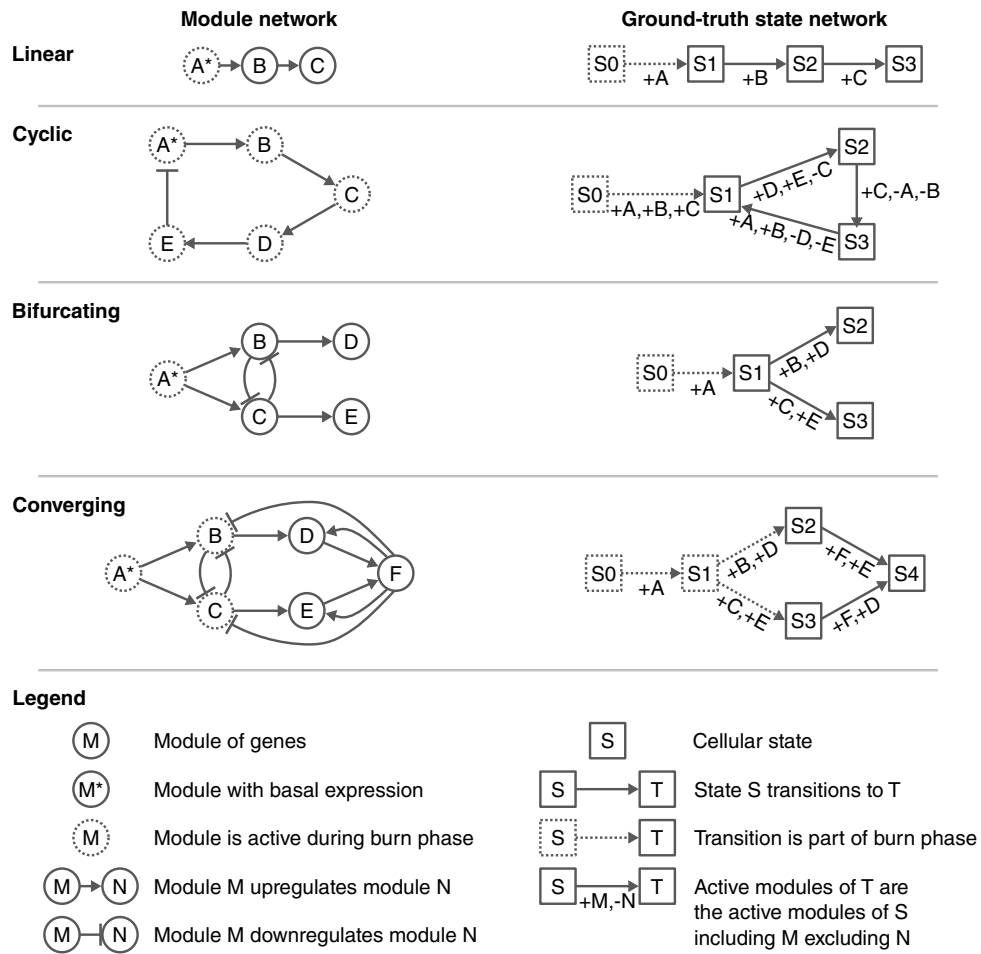 Module network
Ground-truth state network
Linear
A*
B
C
S0
+A
S1
+B
S2
+C
S3
Cyclic
A*
B
C
D
E
S0
+A,+B,+C
S1
+D,+E,-C
S2
+C,-A,-B
S3
+A,+B,-D,-E
Bifurcating
A*
B
D
C
E
S0
+A
S1
+B,+D
S2
+C,+E
S3
Converging
A*
B
D
C
E
F
S0
+A
S1
+B,+D
S2
+F,+E
S4
+C,+E
S3
+F,+D
Legend
M
Module of genes
M*
Module with basal expression
M
Module is active during burn phase
M
N
Module M upregulates module N
M
N
Module M downregulates module N
S
Cellular state
S
T
State S transitions to T
S
T
Transition is part of burn phase
S
T
+M,-N
Active modules of T are
the active modules of S
including M excluding N